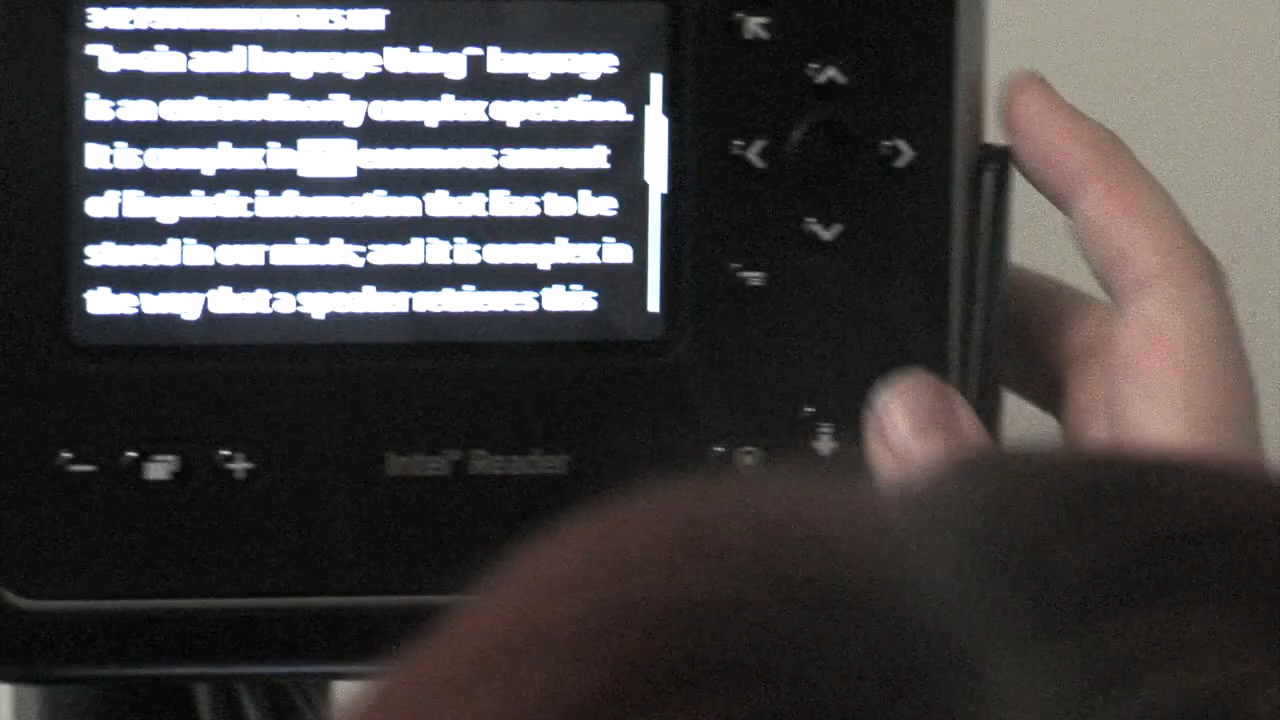 "Brain and language Using" language
is an extraordinarily complex operation.
It is complex in enormous amount
of linguistic information that has to be
stored in our minds; and it is complex in
the way that a speaker retrieves this
Intel Reader